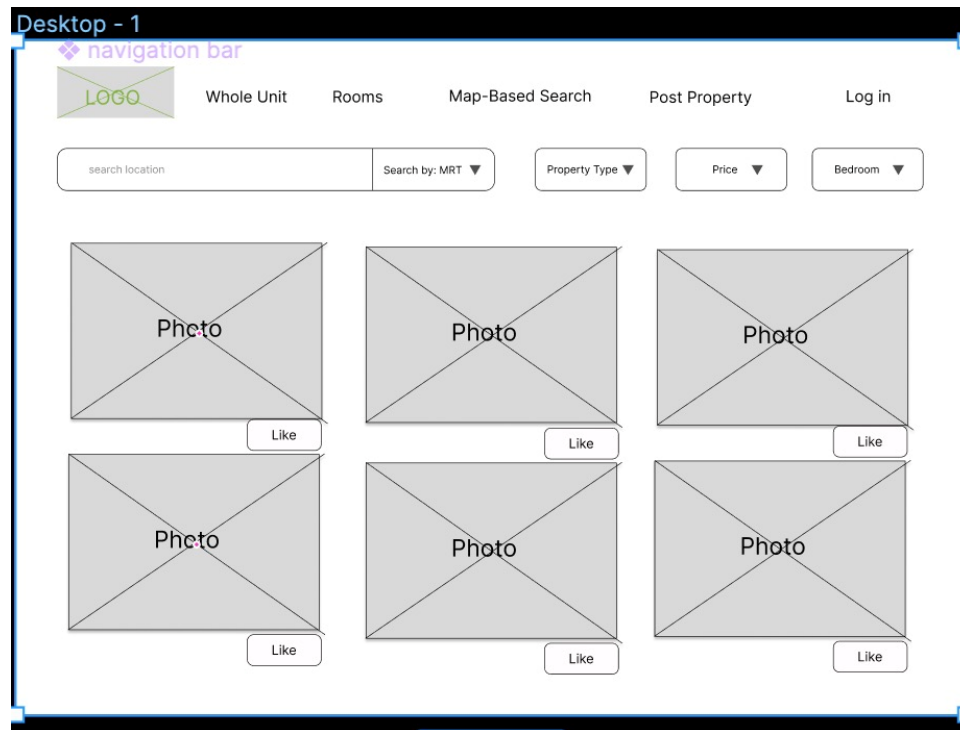 Desktop - 1
navigation bar
LOGO Whole Unit Rooms Map-Based Search Post Property Log in
search location Search by: MRT Property Type Price Bedroom
Photo Photo Photo
Like Like Like
Photo Photo Photo
Like Like Like